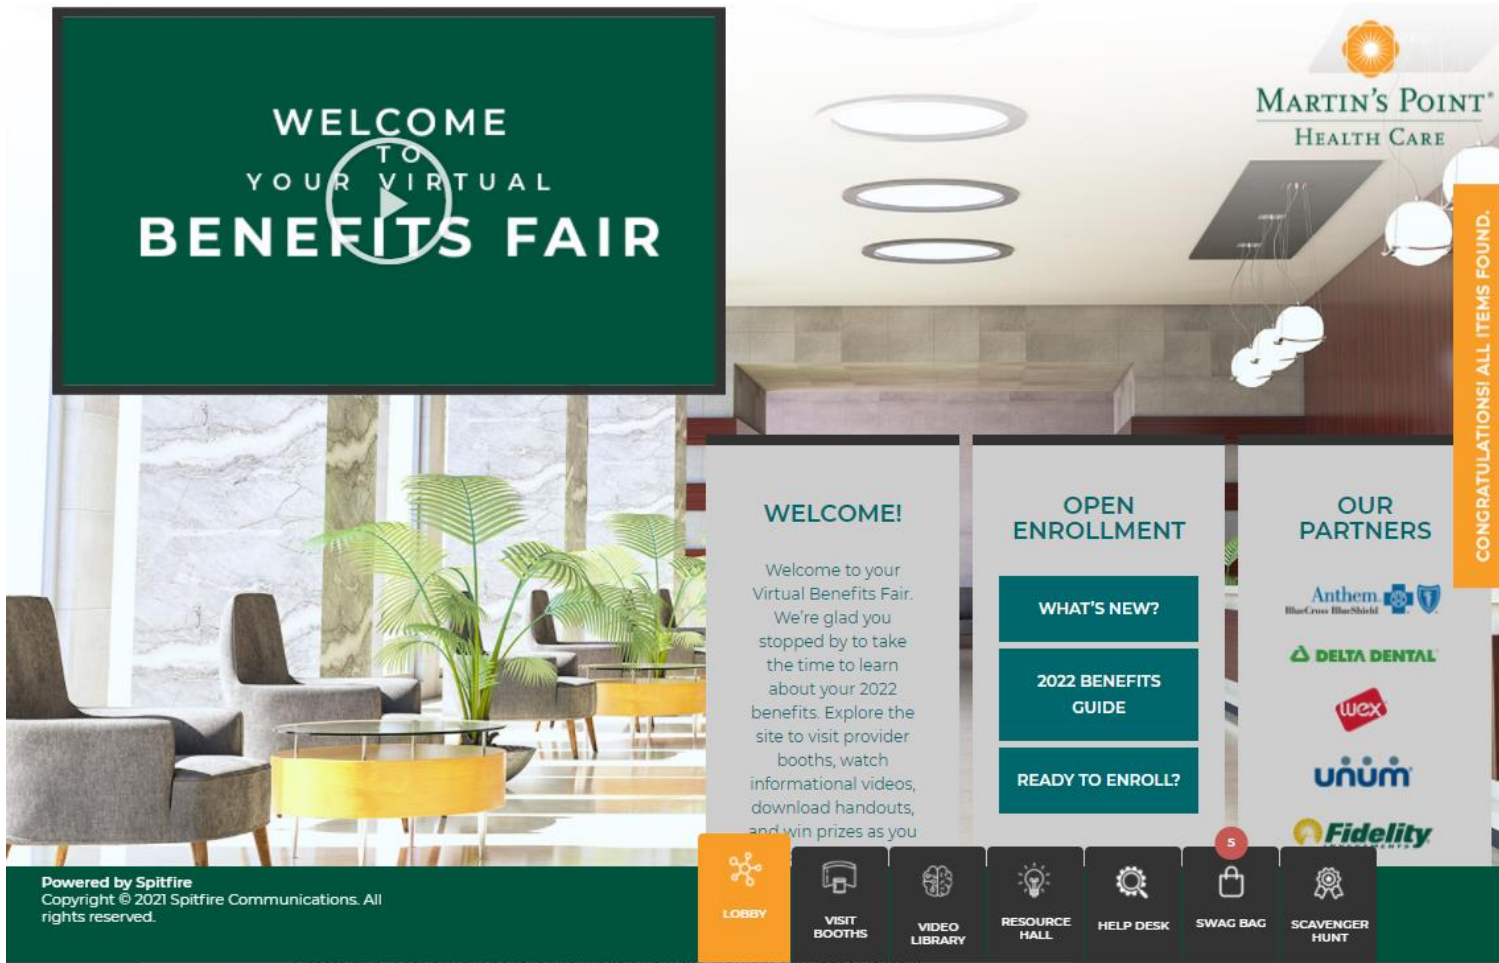 WELCOME
TO
YOUR VIRTUAL
BENEFITS FAIR
MARTIN'S POINT®
HEALTH CARE
CONGRATULATIONS! ALL ITEMS FOUND.
WELCOME!
Welcome to your
Virtual Benefits Fair.
We're glad you
stopped by to take
the time to learn
about your 2022
benefits. Explore the
site to visit provider
booths, watch
informational videos,
download handouts,
and win prizes as you
OPEN
ENROLLMENT
WHAT'S NEW?
2022 BENEFITS
GUIDE
READY TO ENROLL?
OUR
PARTNERS
Anthem
BlueCross BlueShield
DELTA DENTAL
wex
unum
Fidelity
Powered by Spitfire
Copyright © 2021 Spitfire Communications. All
rights reserved.
LOBBY
VISIT
BOOTHS
VIDEO
LIBRARY
RESOURCE
HALL
HELP DESK
5
SWAG BAG
SCAVENGER
HUNT